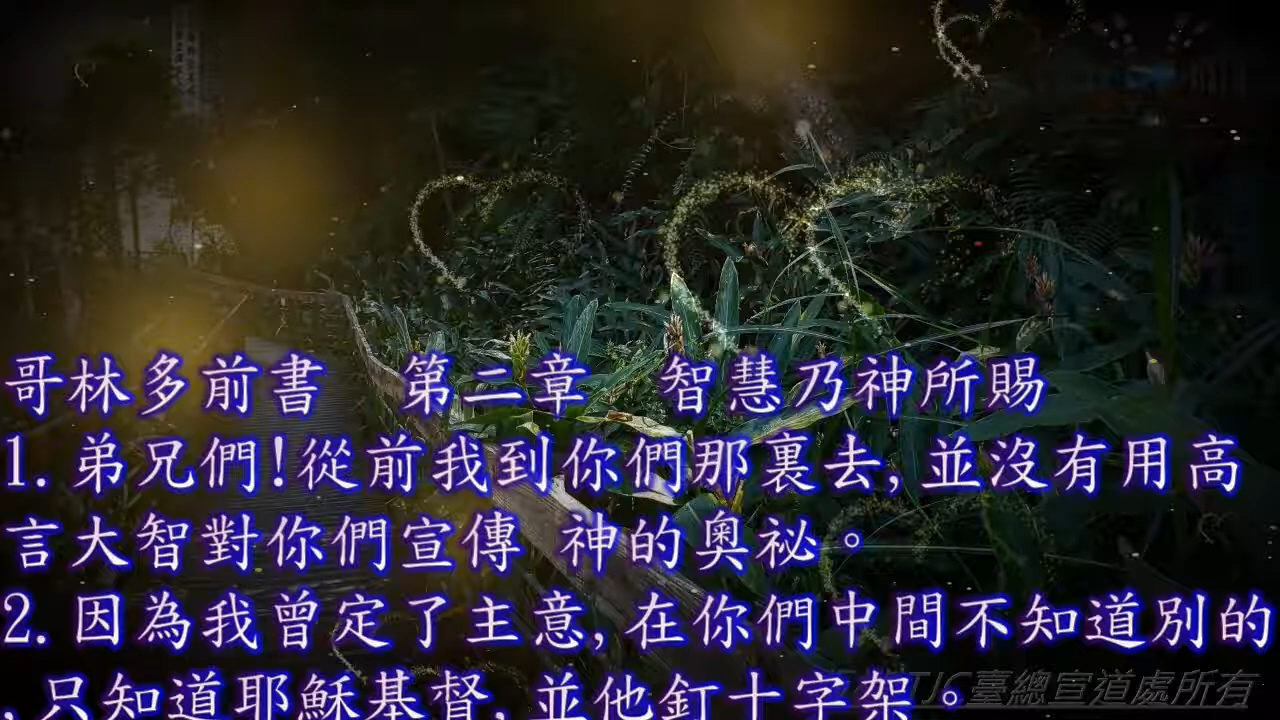 哥林多前書　第二章　智慧乃神所賜
1.弟兄們!從前我到你們那裏去,並沒有用高
言大智對你們宣傳 神的奧祕。
2.因為我曾定了主意,在你們中間不知道別的
,只知道耶穌基督,並他釘十字架。
TJC臺總宣道處所有